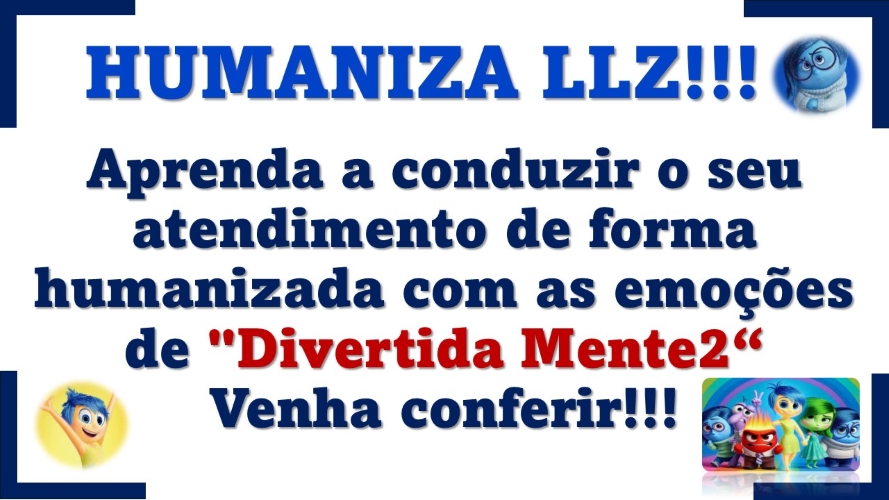 HUMANIZA LLZ!!!
Aprenda a conduzir o seu
atendimento de forma
humanizada com as emoções
de "Divertida Mente2“
Venha conferir!!!